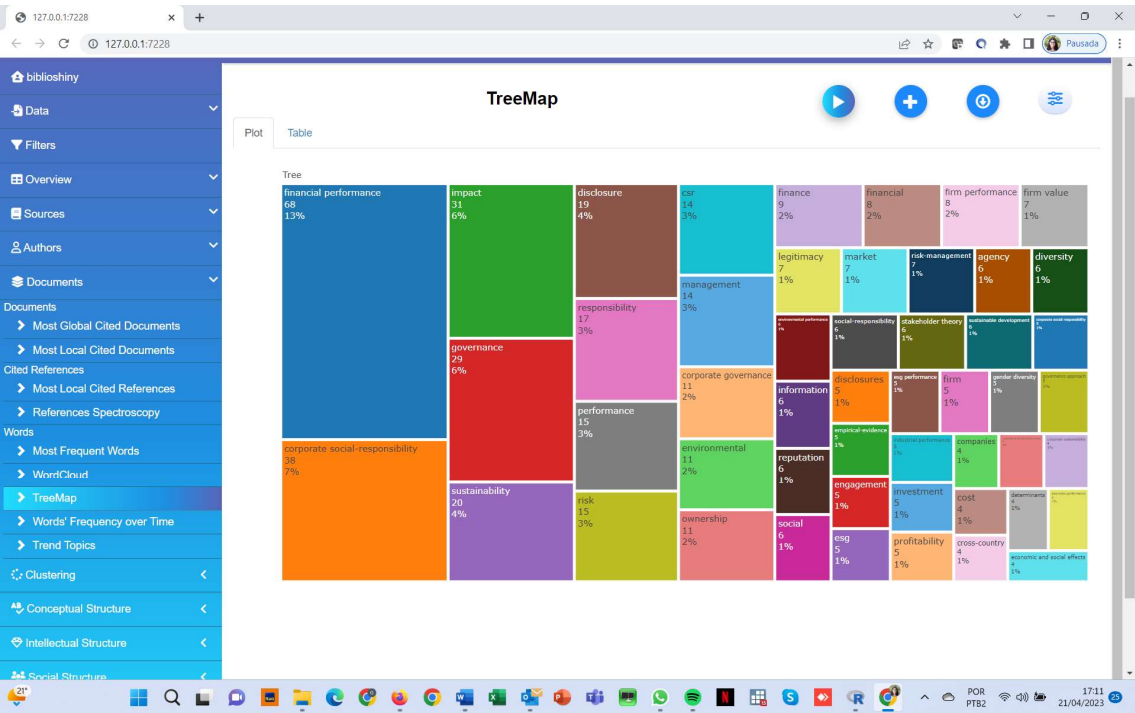 127.0.0.1:7228
127.0.0.1:7228
Pausada
biblioshiny
Data
Filters
Overview
Sources
Authors
Documents
Documents
Most Global Cited Documents
Most Local Cited Documents
Cited References
Most Local Cited References
References Spectroscopy
Words
Most Frequent Words
WordCloud
TreeMap
Words' Frequency over Time
Trend Topics
Clustering
Conceptual Structure
Intellectual Structure
Social Structure
TreeMap
Plot
Table
Tree
financial performance
68
13%
corporate social-responsibility
38
7%
impact
31
6%
governance
29
6%
sustainability
20
4%
disclosure
19
4%
responsibility
17
3%
performance
15
3%
risk
15
3%
csr
14
3%
management
14
3%
corporate governance
11
2%
environmental
11
2%
ownership
11
2%
finance
9
2%
financial
8
2%
firm performance
8
2%
firm value
7
1%
legitimacy
7
1%
market
7
1%
risk-management
7
1%
agency
6
1%
diversity
6
1%
environmental performance
6
1%
social-responsibility
6
1%
stakeholder theory
6
1%
sustainable development
6
1%
corporate social responsibility
information
6
1%
reputation
6
1%
social
6
1%
disclosures
5
1%
esg performance
5
1%
firm
5
1%
gender diversity
5
1%
empirical-evidence
5
1%
industrial performance
5
1%
companies
4
1%
engagement
5
1%
investment
5
1%
cost
4
1%
determinants
4
1%
esg
5
1%
profitability
5
1%
cross-country
4
1%
economic and social effects
4
1%
21°
POR
PTB2
17:11
21/04/2023
25